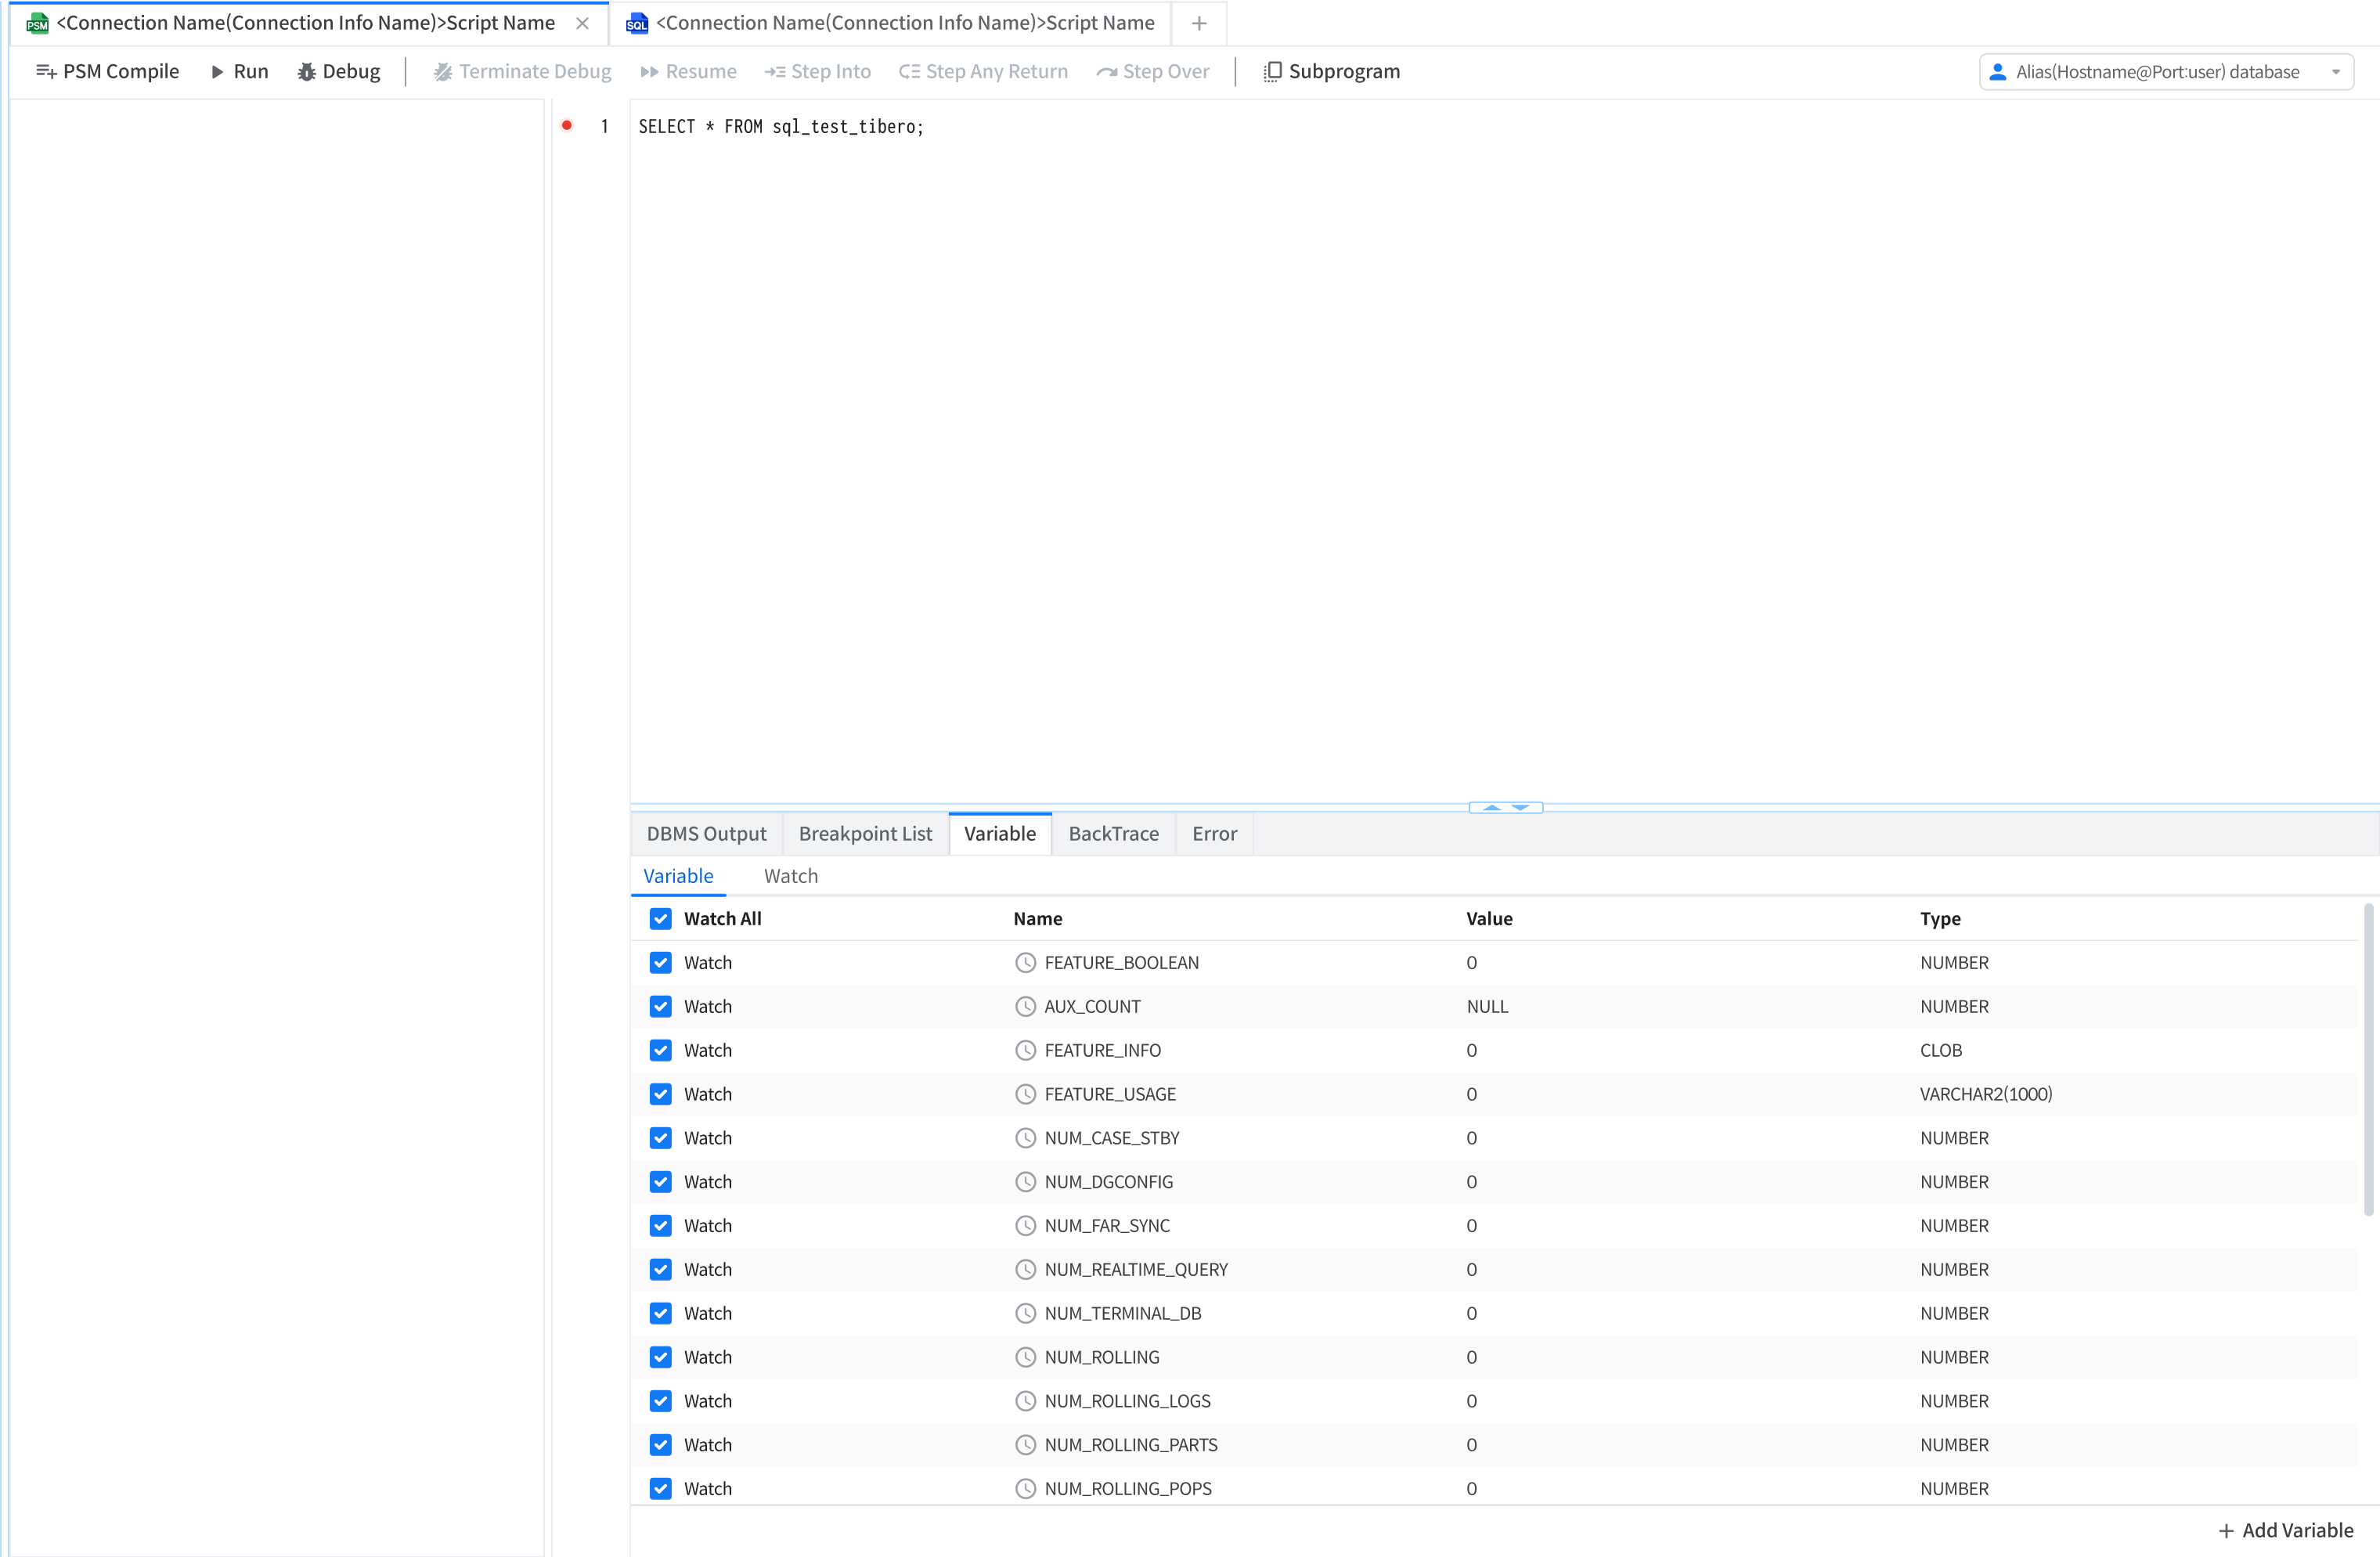 PSM <Connection Name(Connection Info Name)>Script Name SQL <Connection Name(Connection Info Name)>Script Name
PSM Compile Run Debug Terminate Debug Resume Step Into Step Any Return Step Over Subprogram Alias(Hostname@Port:user) database
1 SELECT * FROM sql_test_tibero;
DBMS Output Breakpoint List Variable BackTrace Error
Variable Watch
Watch All Name Value Type
Watch FEATURE_BOOLEAN 0 NUMBER
Watch AUX_COUNT NULL NUMBER
Watch FEATURE_INFO 0 CLOB
Watch FEATURE_USAGE 0 VARCHAR2(1000)
Watch NUM_CASE_STBY 0 NUMBER
Watch NUM_DGCONFIG 0 NUMBER
Watch NUM_FAR_SYNC 0 NUMBER
Watch NUM_REALTIME_QUERY 0 NUMBER
Watch NUM_TERMINAL_DB 0 NUMBER
Watch NUM_ROLLING 0 NUMBER
Watch NUM_ROLLING_LOGS 0 NUMBER
Watch NUM_ROLLING_PARTS 0 NUMBER
Watch NUM_ROLLING_POPS 0 NUMBER
Add Variable